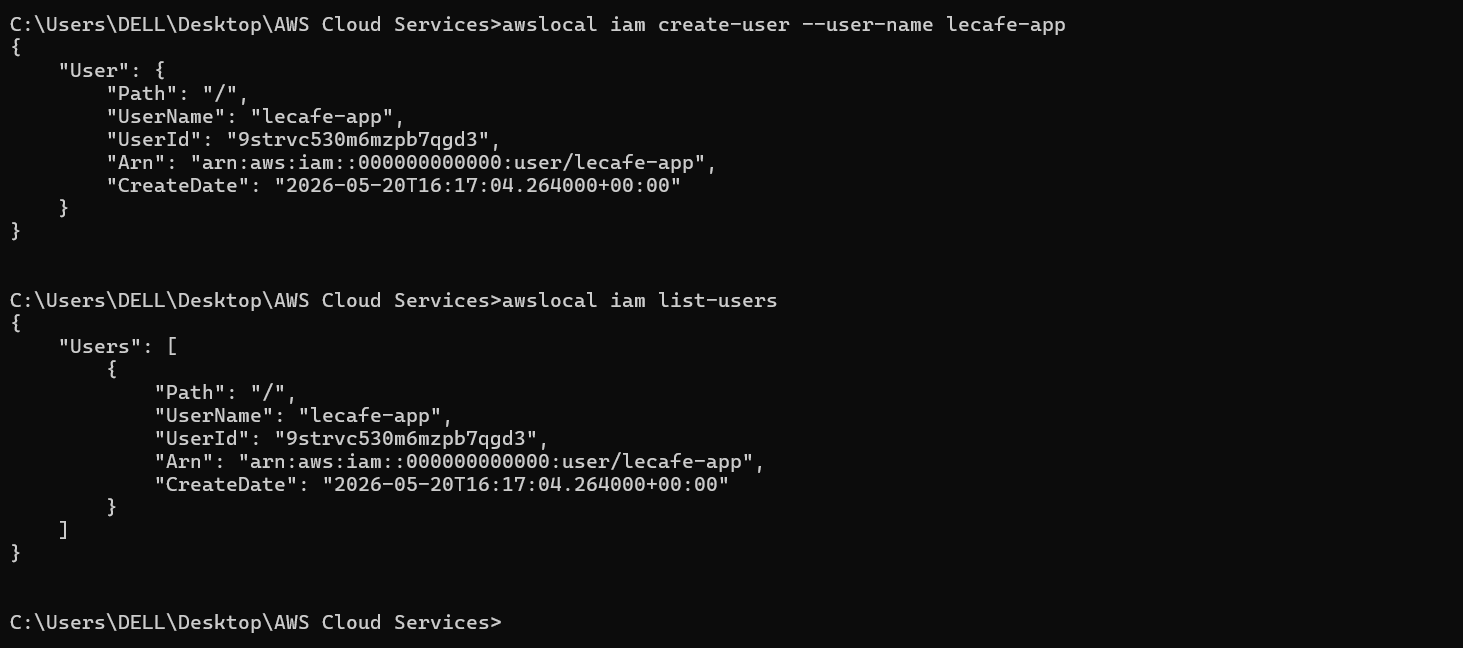 C:\Users\DELL\Desktop\AWS Cloud Services>awslocal iam create-user --user-name lecafe-app
{
    "User": {
        "Path": "/",
        "UserName": "lecafe-app",
        "UserId": "9strvc530m6mzpb7qgd3",
        "Arn": "arn:aws:iam::000000000000:user/lecafe-app",
        "CreateDate": "2026-05-20T16:17:04.264000+00:00"
    }
}
C:\Users\DELL\Desktop\AWS Cloud Services>awslocal iam list-users
{
    "Users": [
        {
            "Path": "/",
            "UserName": "lecafe-app",
            "UserId": "9strvc530m6mzpb7qgd3",
            "Arn": "arn:aws:iam::000000000000:user/lecafe-app",
            "CreateDate": "2026-05-20T16:17:04.264000+00:00"
        }
    ]
}
C:\Users\DELL\Desktop\AWS Cloud Services>